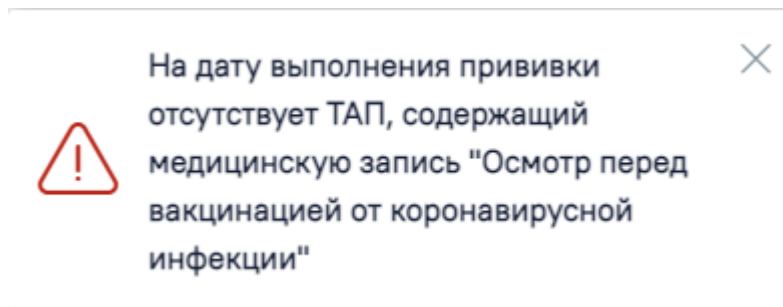 На дату выполнения прививки
отсутствует ТАП, содержащий
медицинскую запись "Осмотр перед
вакцинацией от коронавирусной
инфекции"